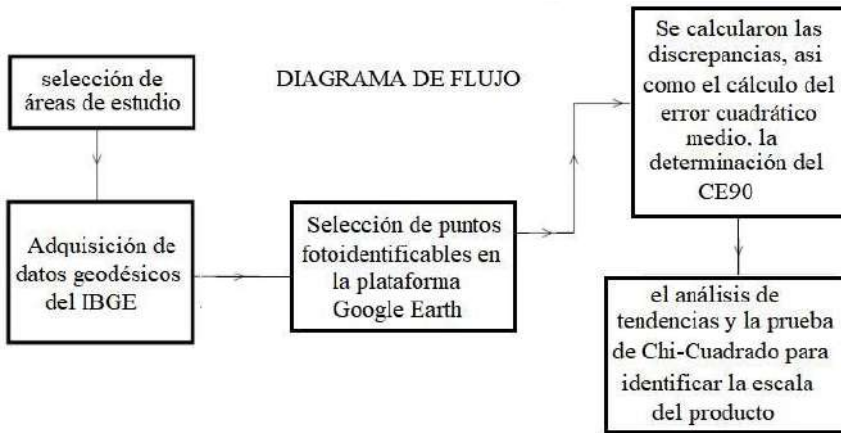 DIAGRAMA DE FLUJO
selección de
áreas de estudio
Adquisición de
datos geodésicos
del IBGE
Selección de puntos
fotoidentificables en
la plataforma
Google Earth
Se calcularon las
discrepancias, asi
como el cálculo del
error cuadrático
medio. la
determinación del
CE90
el análisis de
tendencias y la prueba
de Chi-Cuadrado para
identificar la escala
del producto